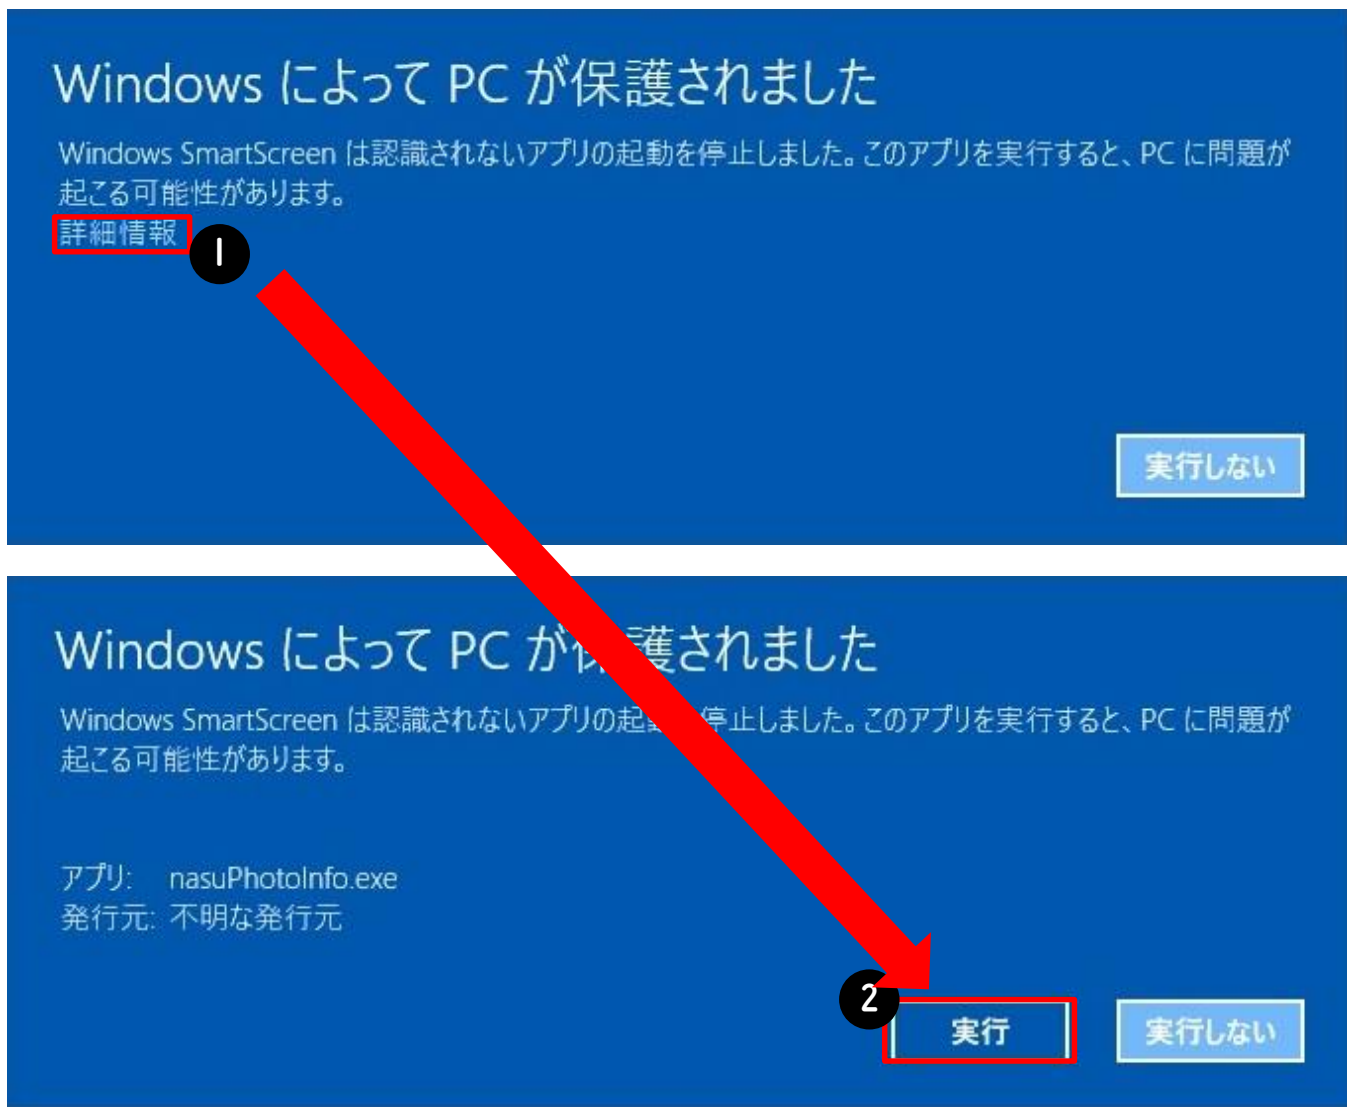 Windows によって PC が保護されました
Windows SmartScreen は認識されないアプリの起動を停止しました。このアプリを実行すると、PC に問題が
起こる可能性があります。
詳細情報
1
実行しない
Windows によって PC が保護されました
Windows SmartScreen は認識されないアプリの起 停止しました。このアプリを実行すると、PC に問題が
起こる可能性があります。
アプリ: nasuPhotoInfo.exe
発行元: 不明な発行元
2
実行
実行しない